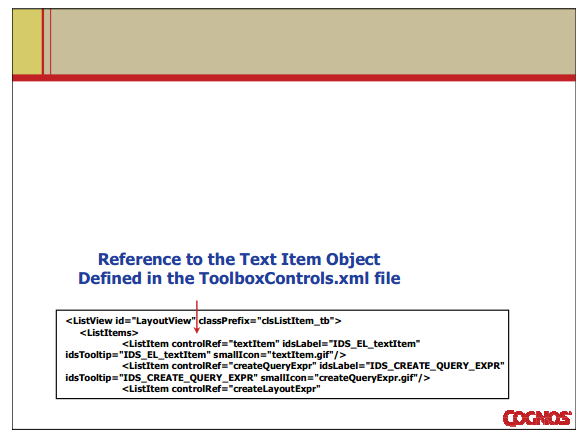 Reference to the Text Item Object
Defined in the ToolboxControls.xml file
<ListView id="LayoutView" classPrefix="clsListItem_tb">
<ListItems>
<ListItem controlRef="textItem" idsLabel="IDS_EL_textItem"
idsTooltip="IDS_EL_textItem" smallIcon="textItem.gif"/>
<ListItem controlRef="createQueryExpr" idsLabel="IDS_CREATE_QUERY_EXPR"
idsTooltip="IDS_CREATE_QUERY_EXPR" smallIcon="createQueryExpr.gif"/>
<ListItem controlRef="createLayoutExpr"
COGNOS